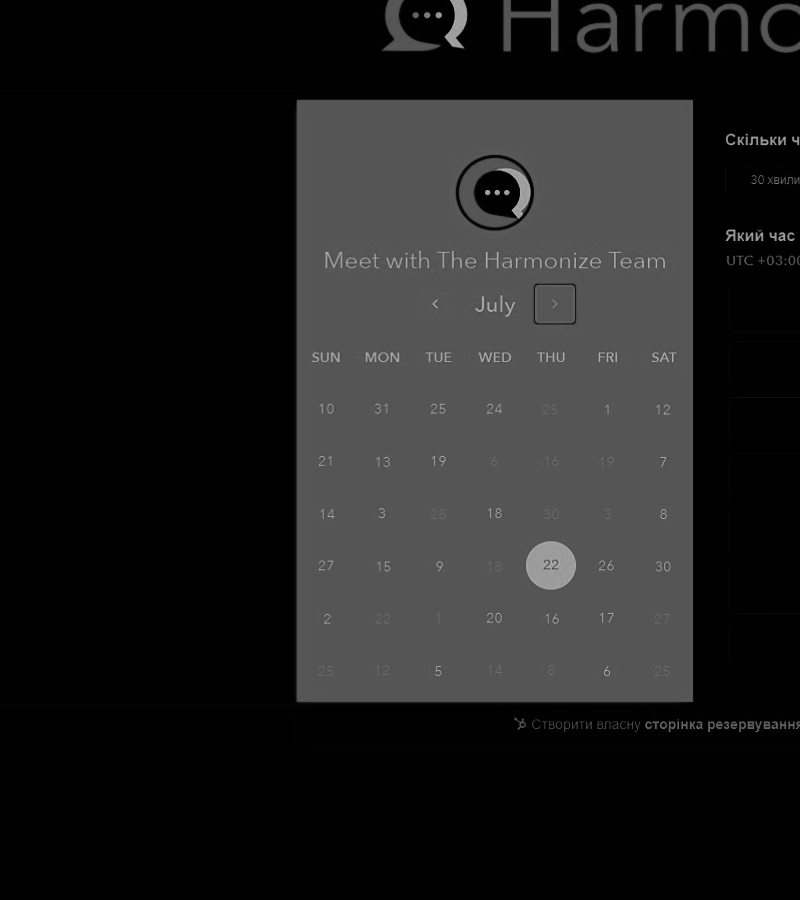 Harmo
Meet with The Harmonize Team
July
SUN MON TUE WED THU FRI SAT
10 31 25 24 25 1 12
21 13 19 6 16 19 7
14 3 28 18 30 3 8
27 15 9 18 22 26 30
2 22 1 20 16 17 27
25 12 5 14 8 6 25
Скільки ч
30 хвили
Який час
UTC +03:00
Створити власну сторінка резервування